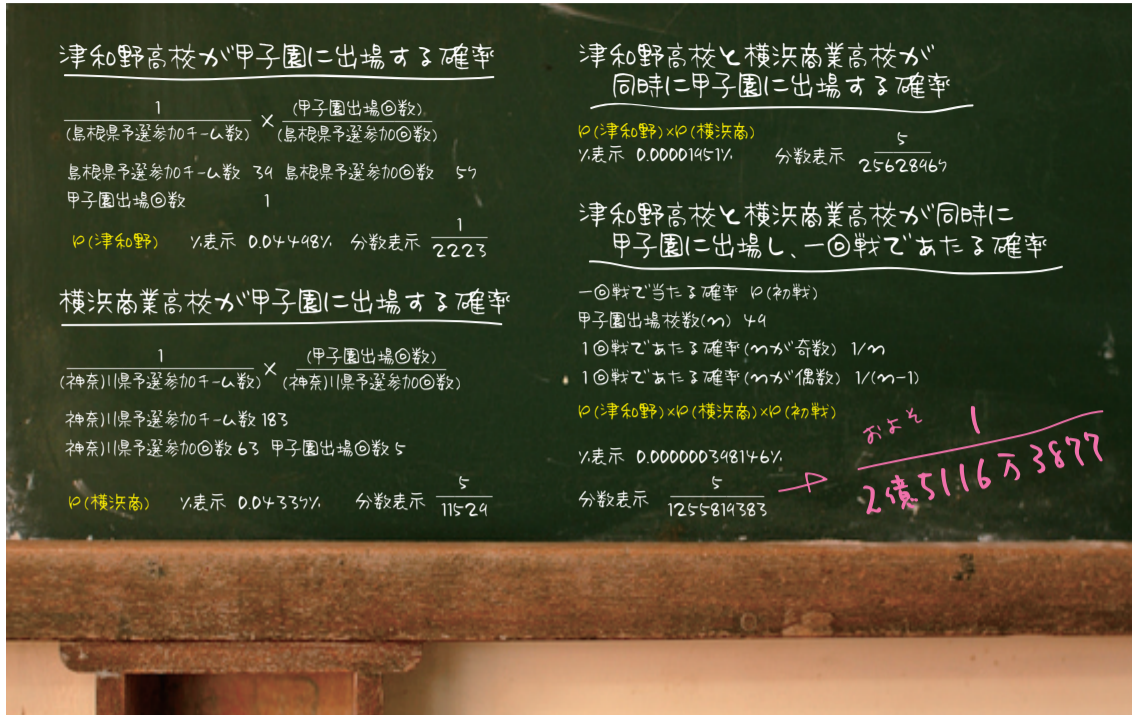 津和野高校が甲子園に出場する確率
1/(島根県予選参加チーム数) × (甲子園出場回数)/(島根県予選参加回数)
島根県予選参加チーム数 39 島根県予選参加回数 57
甲子園出場回数 1
P(津和野) %表示 0.04498% 分数表示 1/2223
横浜商業高校が甲子園に出場する確率
1/(神奈川県予選参加チーム数) × (甲子園出場回数)/(神奈川県予選参加回数)
神奈川県予選参加チーム数 183
神奈川県予選参加回数 63 甲子園出場回数 5
P(横浜商) %表示 0.04337% 分数表示 5/11529
津和野高校と横浜商業高校が
同時に甲子園に出場する確率
P(津和野)×P(横浜商)
%表示 0.00001951% 分数表示 5/25628967
津和野高校と横浜商業高校が同時に
甲子園に出場し、一回戦であたる確率
一回戦で当たる確率 P(初戦)
甲子園出場校数(n) 49
1回戦であたる確率(nが奇数) 1/n
1回戦であたる確率(nが偶数) 1/(n-1)
P(津和野)×P(横浜商)×P(初戦)
%表示 0.000000398146%
分数表示 5/1255819383 → およそ 1/2億5116万3877